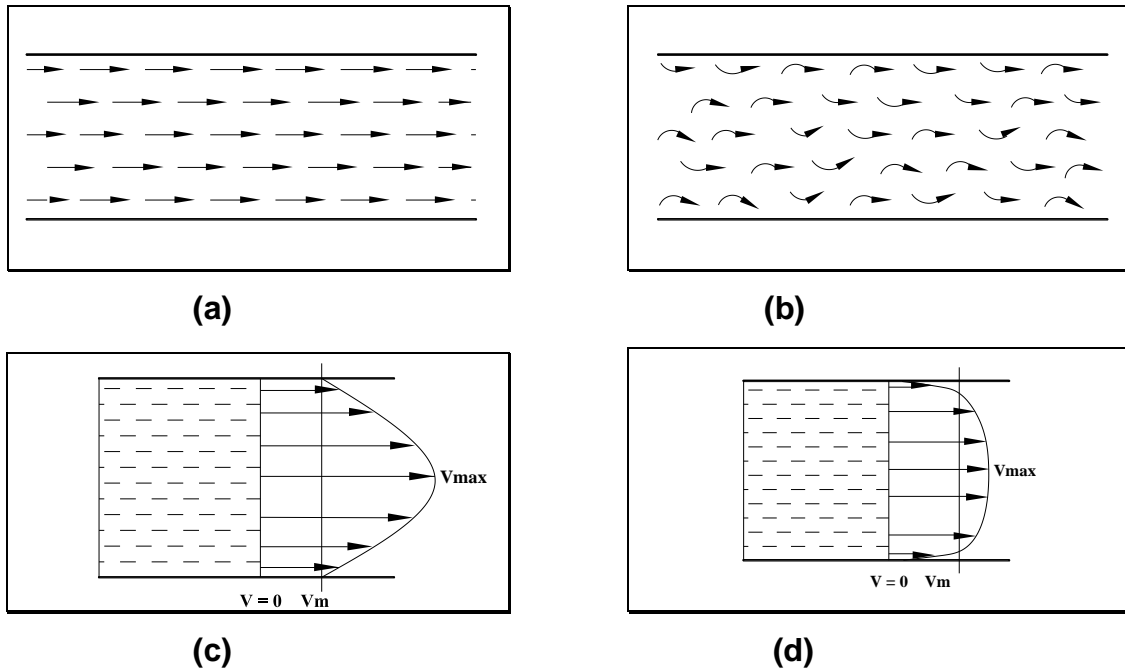 (a)
(b)
Vmax
V = 0 Vm
(c)
Vmax
V = 0 Vm
(d)